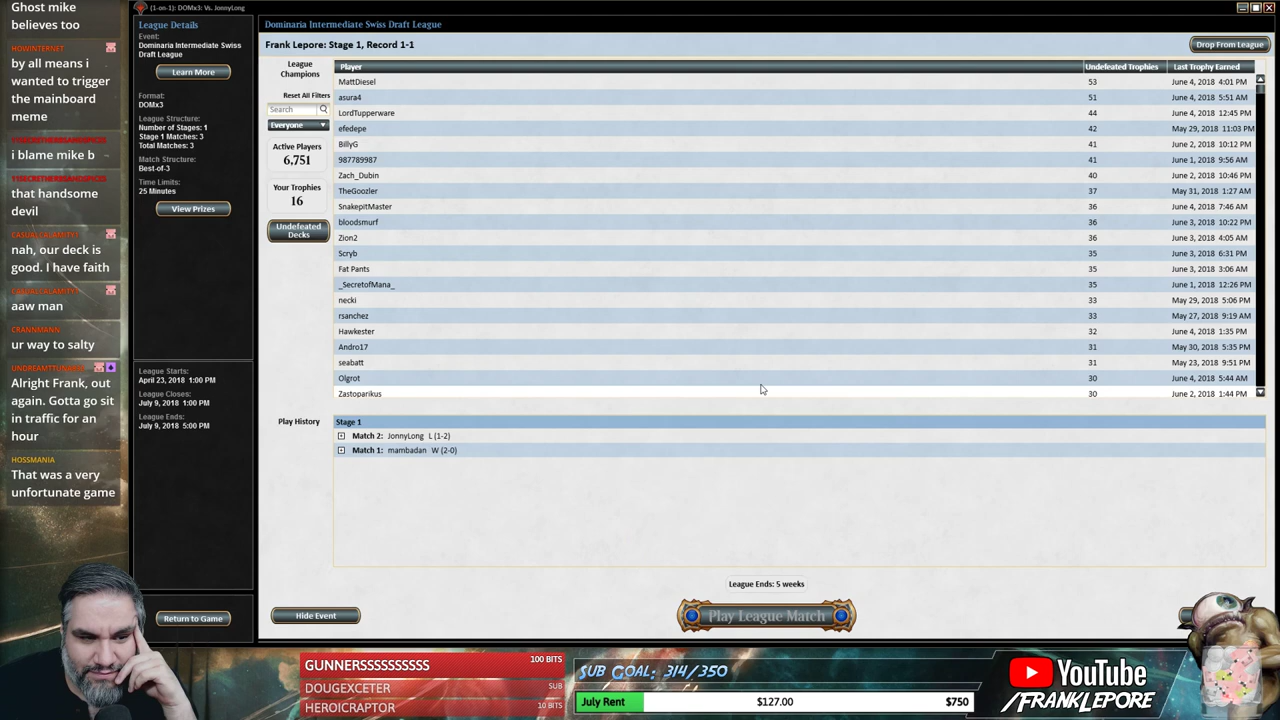 Ghost mike
believes too
HOWINTERNET
by all means i
wanted to trigger
the mainboard
meme
i blame mike b
that handsome
devil
CASUALCALAMITY3
nah, our deck is
good. I have faith
CASUALCALAMITY3
aaw man
CRANNMANN
ur way to salty
Alright Frank, out
again. Gotta go sit
in traffic for an
hour
HOSSMANIA
That was a very
unfortunate game
(1-on-1): DOMx3: Vs. JonnyLong
League Details
Event:
Dominaria Intermediate Swiss
Draft League
Learn More
Format:
DOMx3
League Structure:
Number of Stages: 1
Stage 1 Matches: 3
Total Matches: 3
Match Structure:
Best-of-3
Time Limits:
25 Minutes
View Prizes
League Starts:
April 23, 2018 1:00 PM
League Closes:
July 9, 2018 1:00 PM
League Ends:
July 9, 2018 5:00 PM
Return to Game
Dominaria Intermediate Swiss Draft League
Frank Lepore: Stage 1, Record 1-1
Drop From League
League
Champions
Reset All Filters
Search
Everyone
Active Players
6,751
Your Trophies
16
Undefeated
Decks
Player Undefeated Trophies Last Trophy Earned
MattDiesel 53 June 4, 2018 4:01 PM
asura4 51 June 4, 2018 5:51 AM
LordTupperware 44 June 4, 2018 12:45 PM
efedepe 42 May 29, 2018 11:03 PM
BillyG 41 June 2, 2018 10:12 PM
987789987 41 June 1, 2018 9:56 AM
Zach_Dubin 40 June 2, 2018 10:46 PM
TheGoozler 37 May 31, 2018 1:27 AM
SnakepitMaster 36 June 4, 2018 7:46 AM
bloodsmurf 36 June 3, 2018 10:22 PM
Zion2 36 June 3, 2018 4:05 AM
Scryb 35 June 3, 2018 6:31 PM
Fat Pants 35 June 3, 2018 3:06 AM
_SecretofMana_ 35 June 1, 2018 12:26 PM
necki 33 May 29, 2018 5:06 PM
rsanchez 33 May 27, 2018 9:19 AM
Hawkester 32 June 4, 2018 1:35 PM
Andro17 31 May 30, 2018 5:35 PM
seabatt 31 May 23, 2018 9:51 PM
Olgrot 30 June 4, 2018 5:44 AM
Zastoparikus 30 June 2, 2018 1:44 PM
Play History
Stage 1
Match 2: JonnyLong L (1-2)
Match 1: mambadan W (2-0)
League Ends: 5 weeks
Hide Event
Play League Match
GUNNERSSSSSSSSSS 100 BITS
DOUGEXCETER SUB
HEROICRAPTOR 10 BITS
SUB GOAL: 314/350
July Rent $127.00 $750
YouTube
/FRANKLEPORE